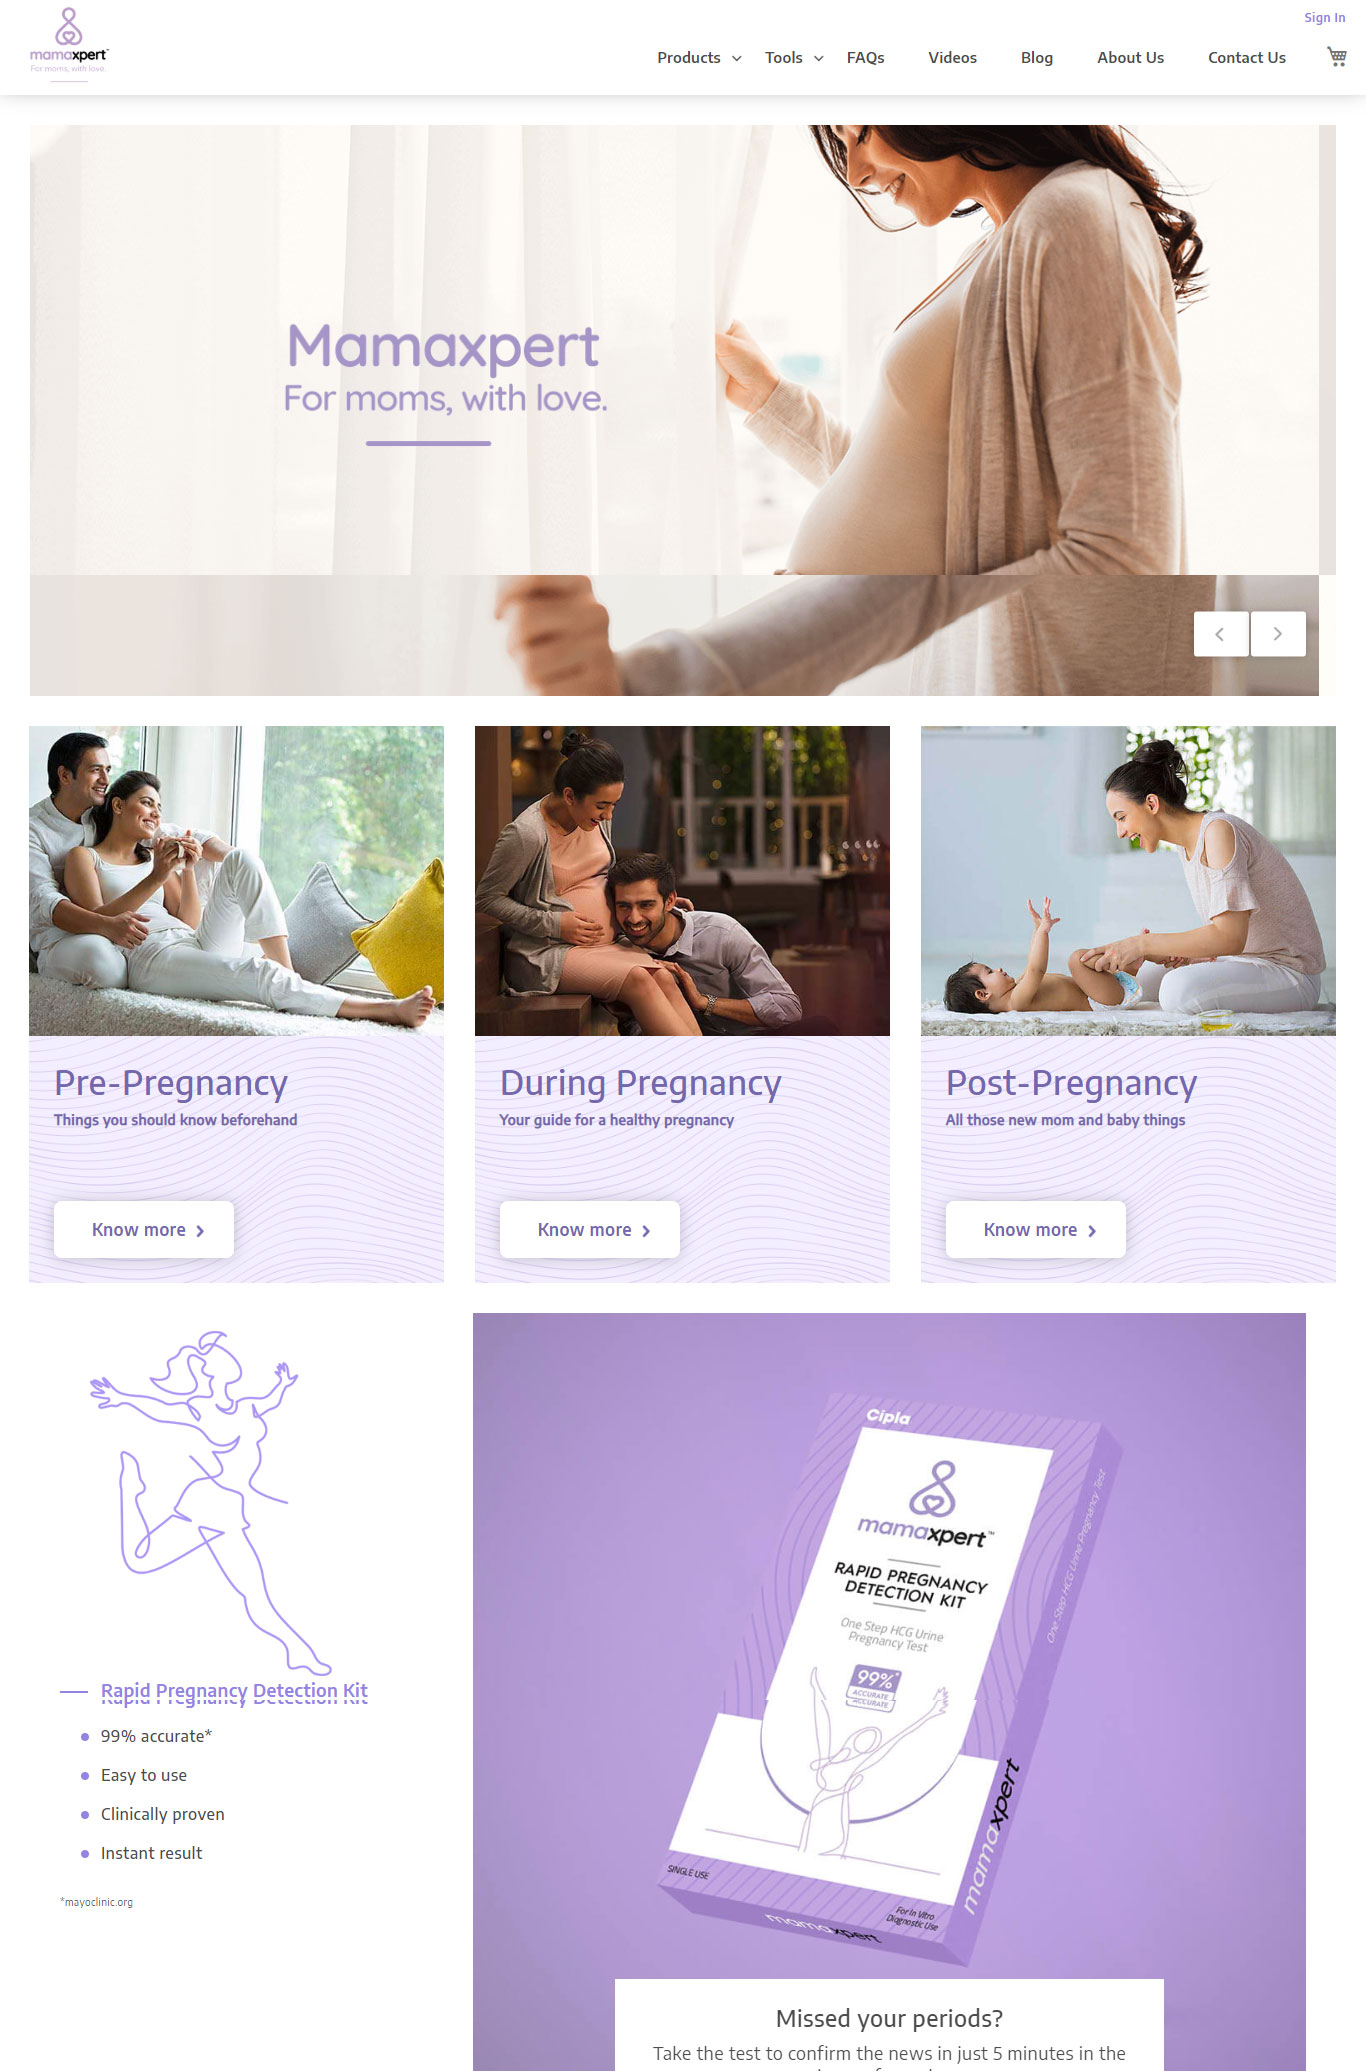 Sign In
mamaxpert™
For moms, with love.
Products
Tools
FAQs
Videos
Blog
About Us
Contact Us
Mamaxpert
For moms, with love.
Pre-Pregnancy
Things you should know beforehand
Know more
During Pregnancy
Your guide for a healthy pregnancy
Know more
Post-Pregnancy
All those new mom and baby things
Know more
Rapid Pregnancy Detection Kit
99% accurate*
Easy to use
Clinically proven
Instant result
*mayoclinic.org
Cipla
mamaxpert™
RAPID PREGNANCY
DETECTION KIT
One Step HCG Urine
Pregnancy Test
99%*
ACCURATE
ACCURATE
One Step HCG Urine Pregnancy Test
mamaxpert
SINGLE USE
For In Vitro
Diagnostic Use
mamaxpert
Missed your periods?
Take the test to confirm the news in just 5 minutes in the